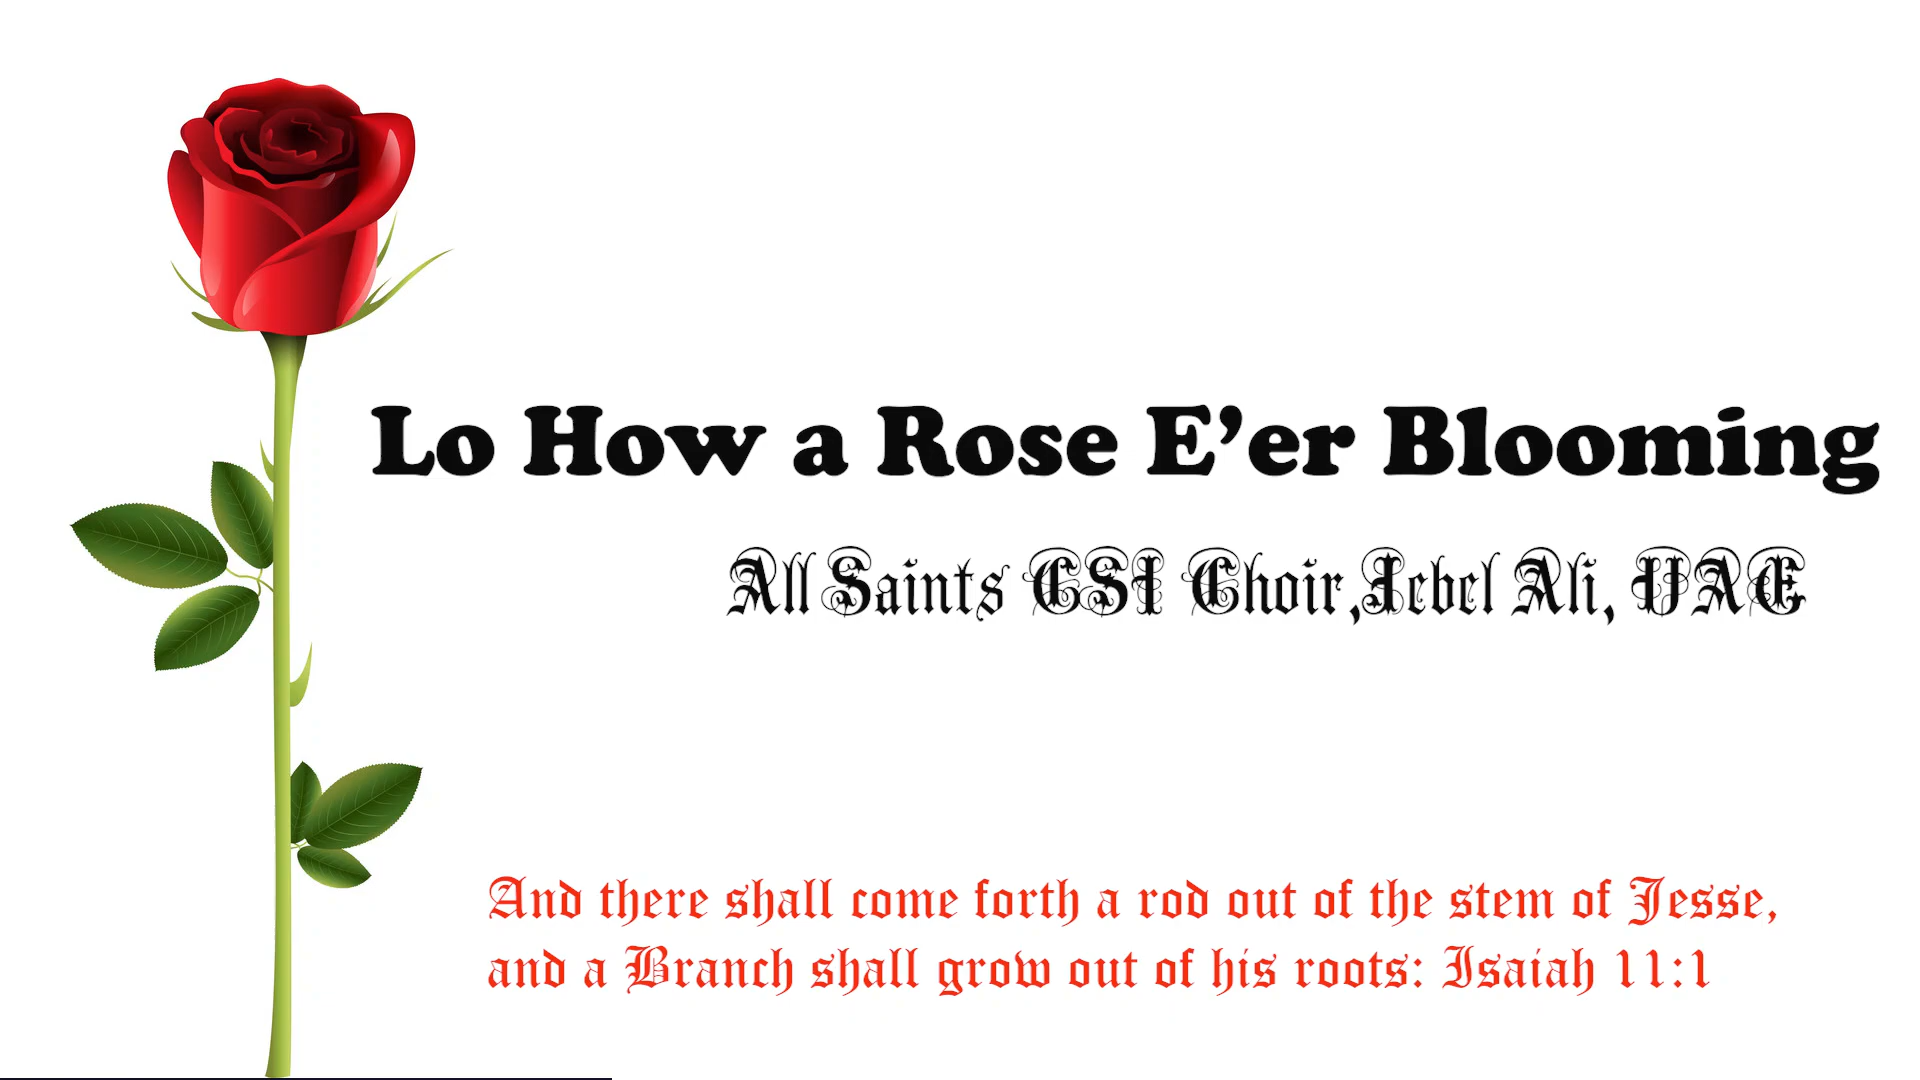 Lo How a Rose E’er Blooming
All Saints CSI Choir,Jebel Ali, UAE
And there shall come forth a rod out of the stem of Jesse,
and a Branch shall grow out of his roots: Isaiah 11:1